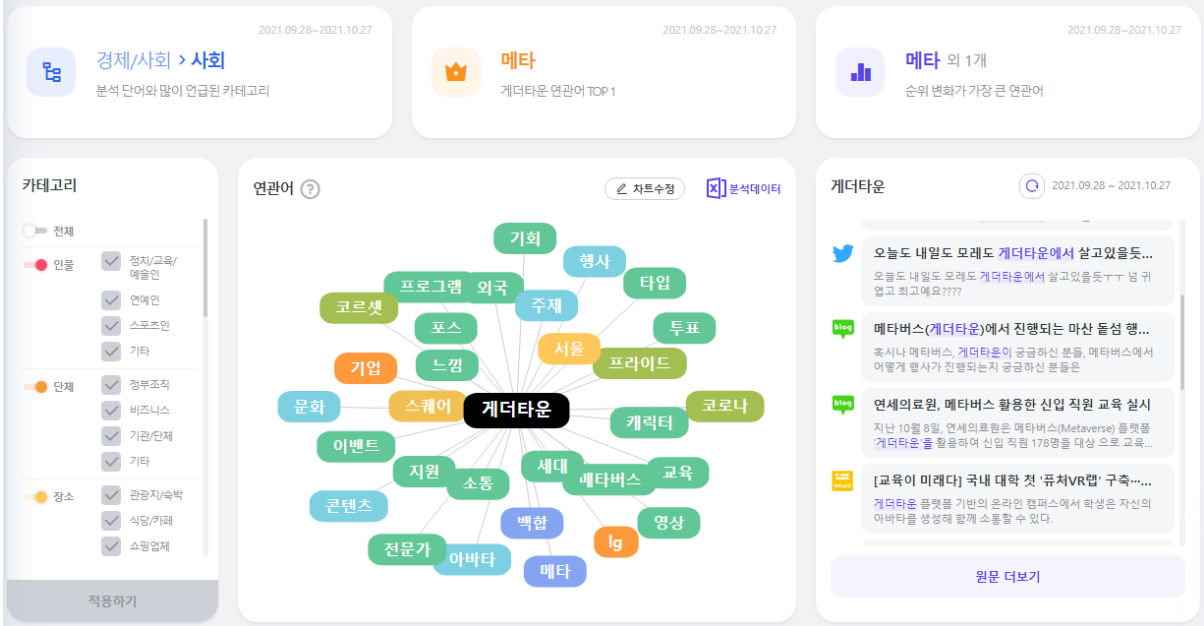 2021.09.28~2021.10.27
경제/사회 > 사회
분석 단어와 많이 언급된 카테고리
2021.09.28~2021.10.27
메타
게더타운 연관어 TOP 1
2021.09.28~2021.10.27
메타 외 1개
순위 변화가 가장 큰 연관어
카테고리
전체
인물
정치/교육/
예술인
연예인
스포츠인
기타
단체
정부조직
비즈니스
기관/단체
기타
장소
관광지/숙박
식당/카페
쇼핑업체
적용하기
연관어 ?
차트수정
X 분석데이터
기회
행사
프로그램
외국
타입
코르셋
주제
포스
투표
서울
기업
느낌
프라이드
문화
스퀘어
게더타운
코로나
캐릭터
이벤트
지원
세대
교육
소통
메타버스
콘텐츠
백합
영상
전문가
아바타
lg
메타
게더타운
2021.09.28 ~ 2021.10.27
오늘도 내일도 모레도 게더타운에서 살고있을듯...
오늘도 내일도 모레도 게더타운에서 살고있을듯ㅜㅜ 넘 귀
엽고 최고예요????
blog
메타버스(게더타운)에서 진행되는 마산 돝섬 행...
혹시나 메타버스, 게더타운이 궁금하신 분들, 메타버스에서
어떻게 행사가 진행되는지 궁금하신 분들은
blog
연세의료원, 메타버스 활용한 신입 직원 교육 실시
지난 10월 8일, 연세의료원은 메타버스(Metaverse) 플랫폼
'게더타운'을 활용하여 신입 직원 178명을 대상 으로 교육...
news
[교육이 미래다] 국내 대학 첫 '퓨처VR랩' 구축…...
게더타운 플랫폼 기반의 온라인 캠퍼스에서 학생은 자신의
아바타를 생성해 함께 소통할 수 있다.
원문 더보기